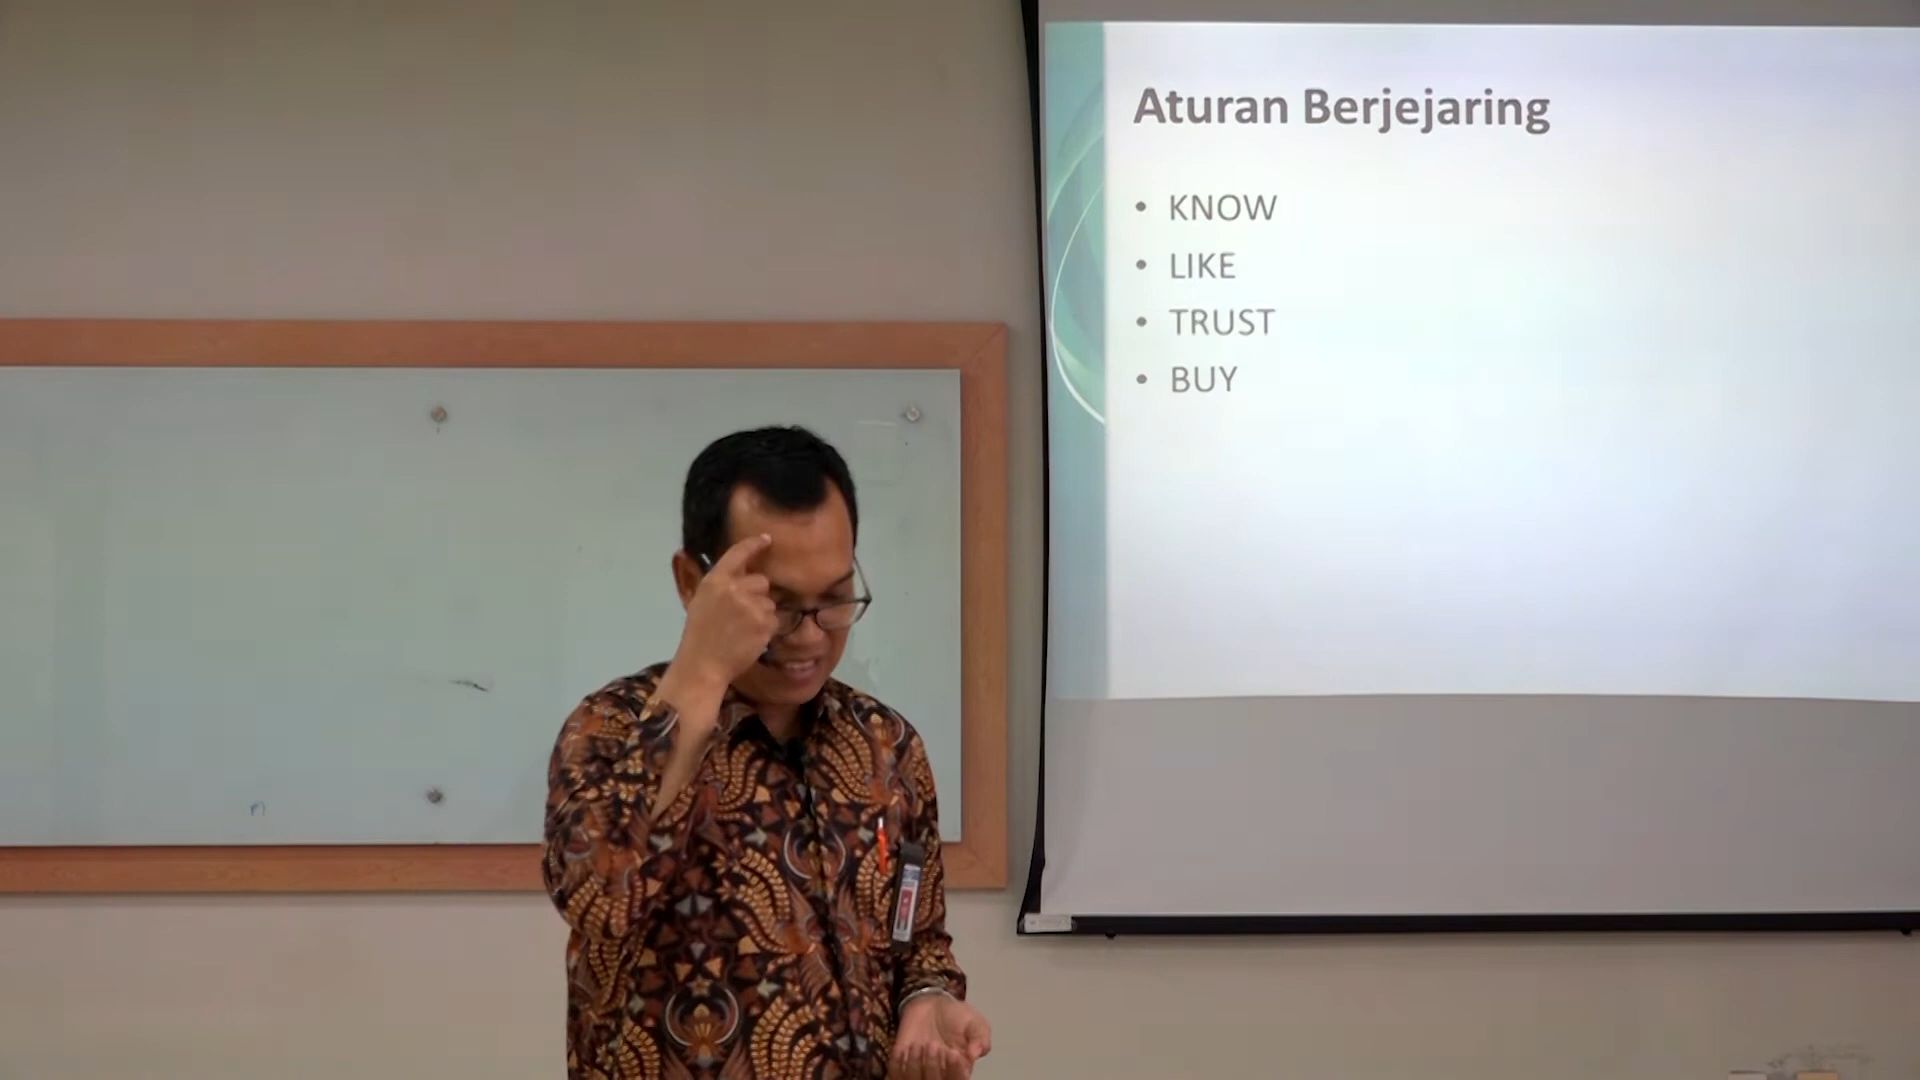 Aturan Berjejaring
• KNOW
• LIKE
• TRUST
• BUY